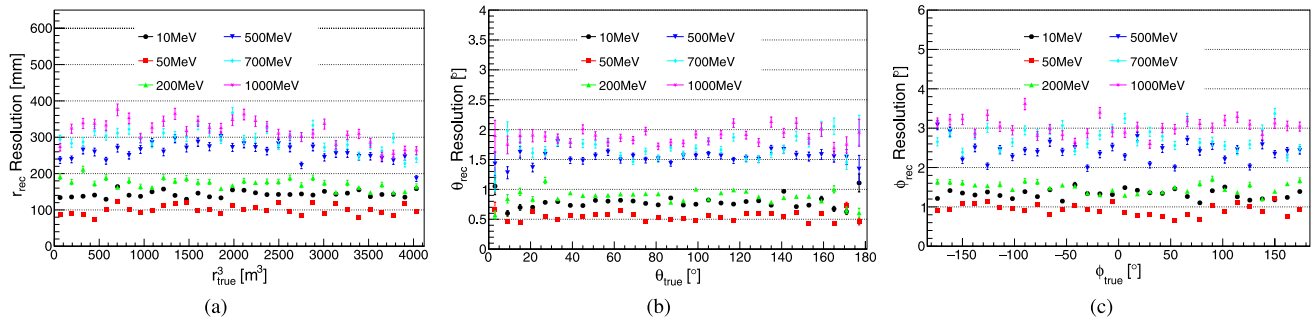 r_rec Resolution [mm]
600
500
400
300
200
100
0
10MeV 500MeV
50MeV 700MeV
200MeV 1000MeV
0 500 1000 1500 2000 2500 3000 3500 4000
r³_true [m³]
(a)
θ_rec Resolution [°]
4
3.5
3
2.5
2
1.5
1
0.5
0
10MeV 500MeV
50MeV 700MeV
200MeV 1000MeV
0 20 40 60 80 100 120 140 160 180
θ_true [°]
(b)
ϕ_rec Resolution [°]
6
5
4
3
2
1
0
10MeV 500MeV
50MeV 700MeV
200MeV 1000MeV
−150 −100 −50 0 50 100 150
ϕ_true [°]
(c)